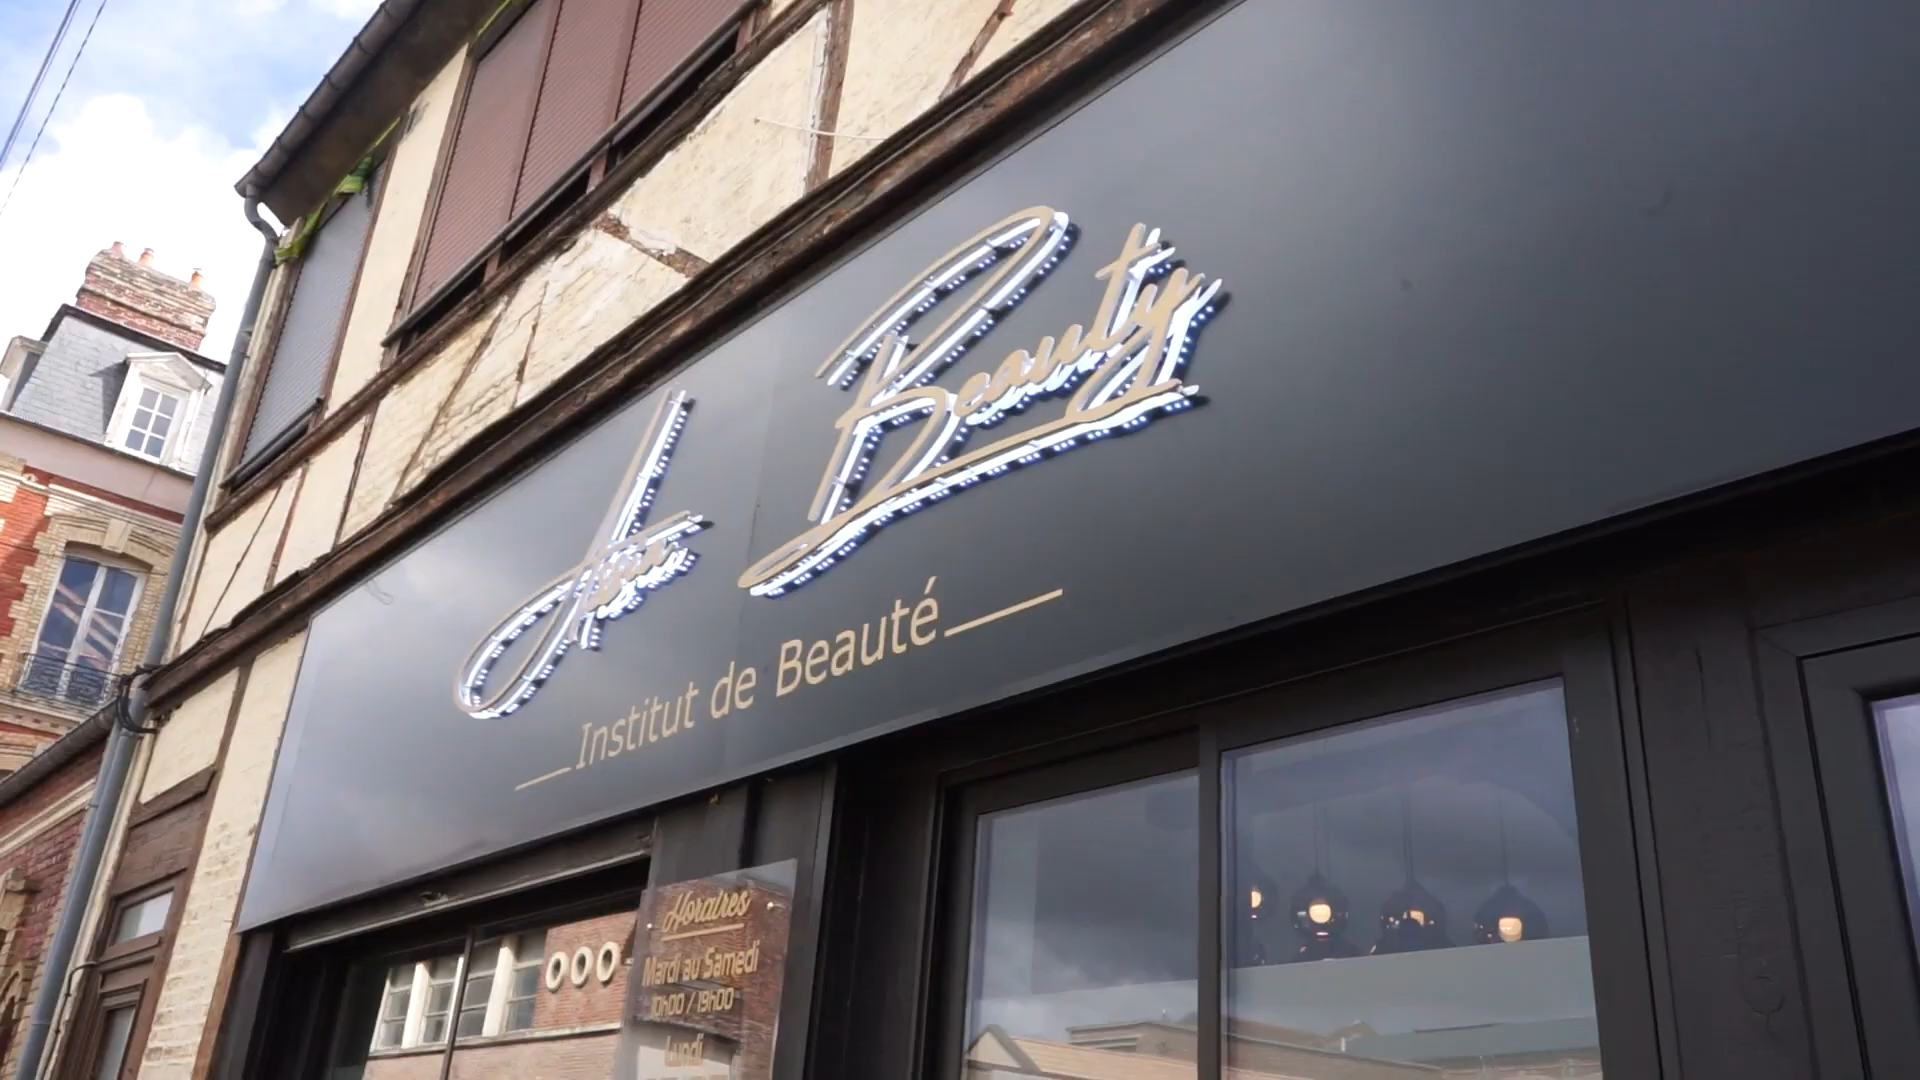 Beauty
Institut de Beauté
Horaires
Mardi au Samedi
10h00 / 19h00
Lundi